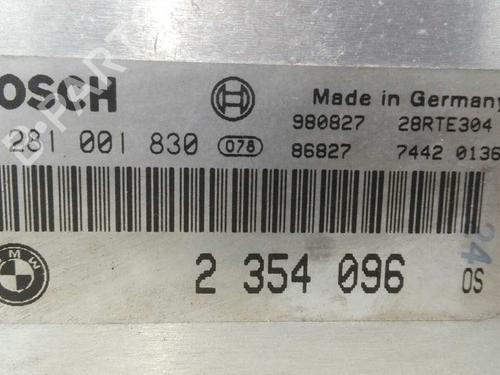 BOSCH
Made in Germany
980827 28RTE304
281 001 830 078 86827 7442 0136
BMW
2 354 096 OS
24
B-PARTS